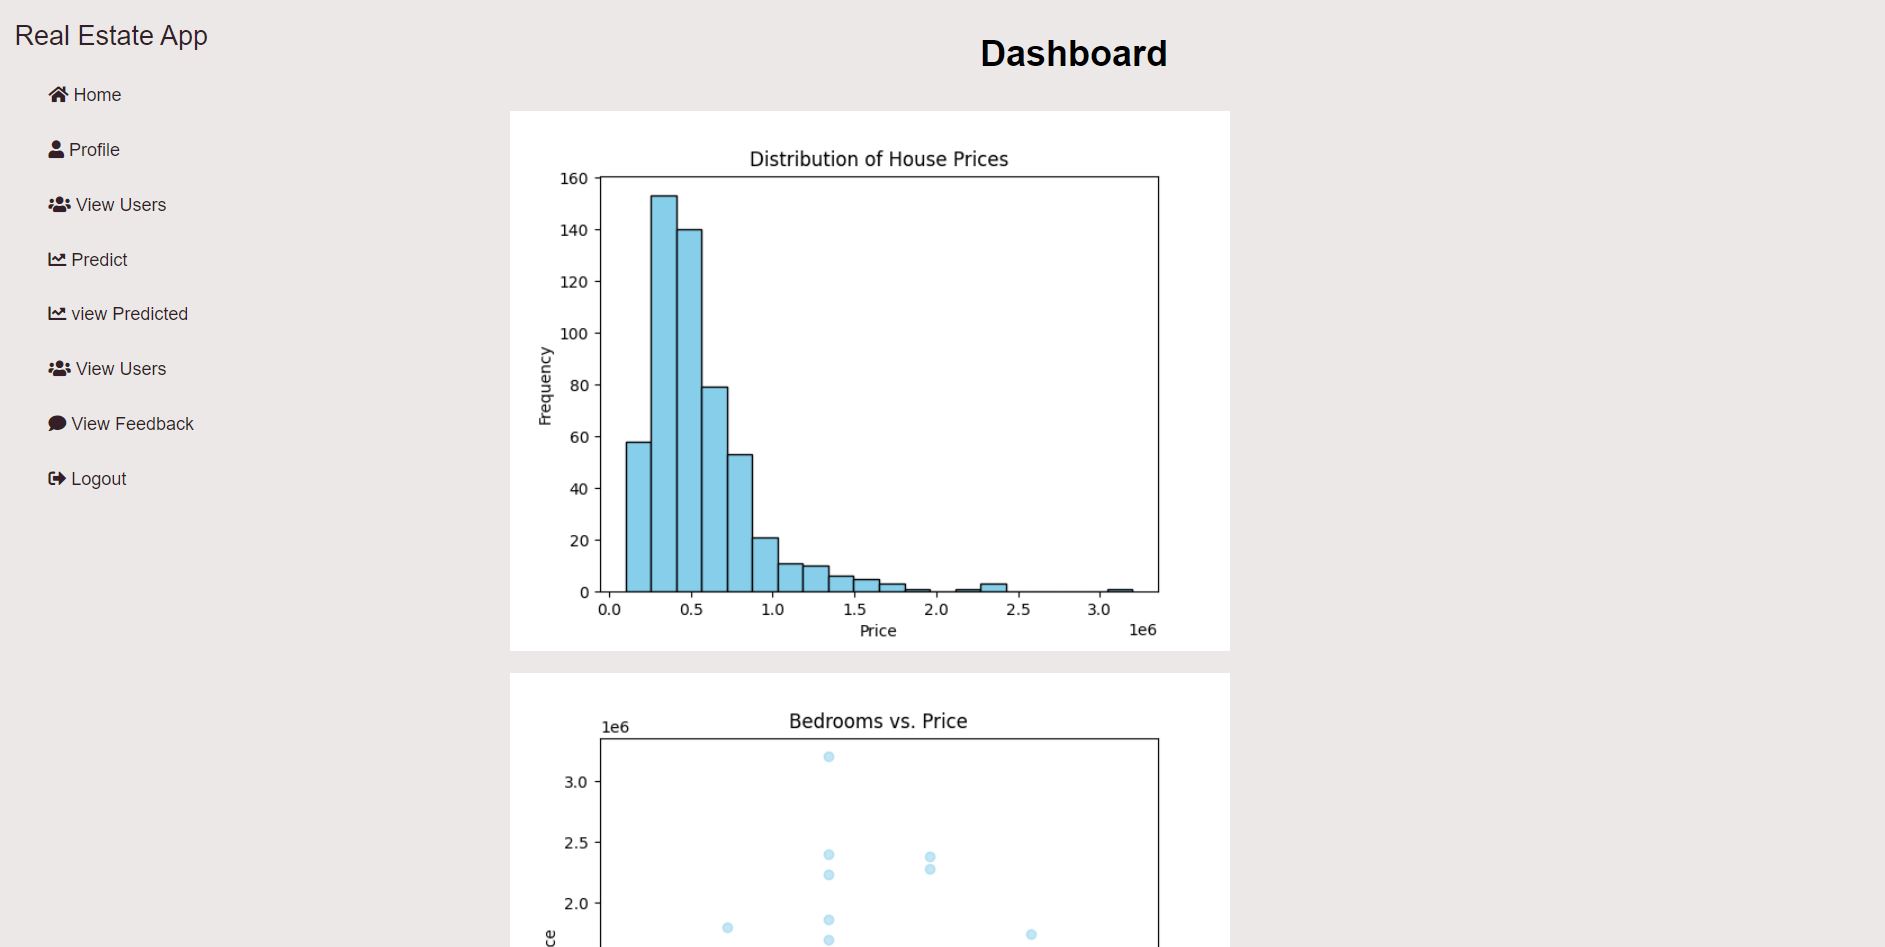 Real Estate App
Home
Profile
View Users
Predict
view Predicted
View Users
View Feedback
Logout
Dashboard
Distribution of House Prices
160
140
120
100
80
60
40
20
0
Frequency
0.0 0.5 1.0 1.5 2.0 2.5 3.0
Price
1e6
Bedrooms vs. Price
1e6
3.0
2.5
2.0
ce